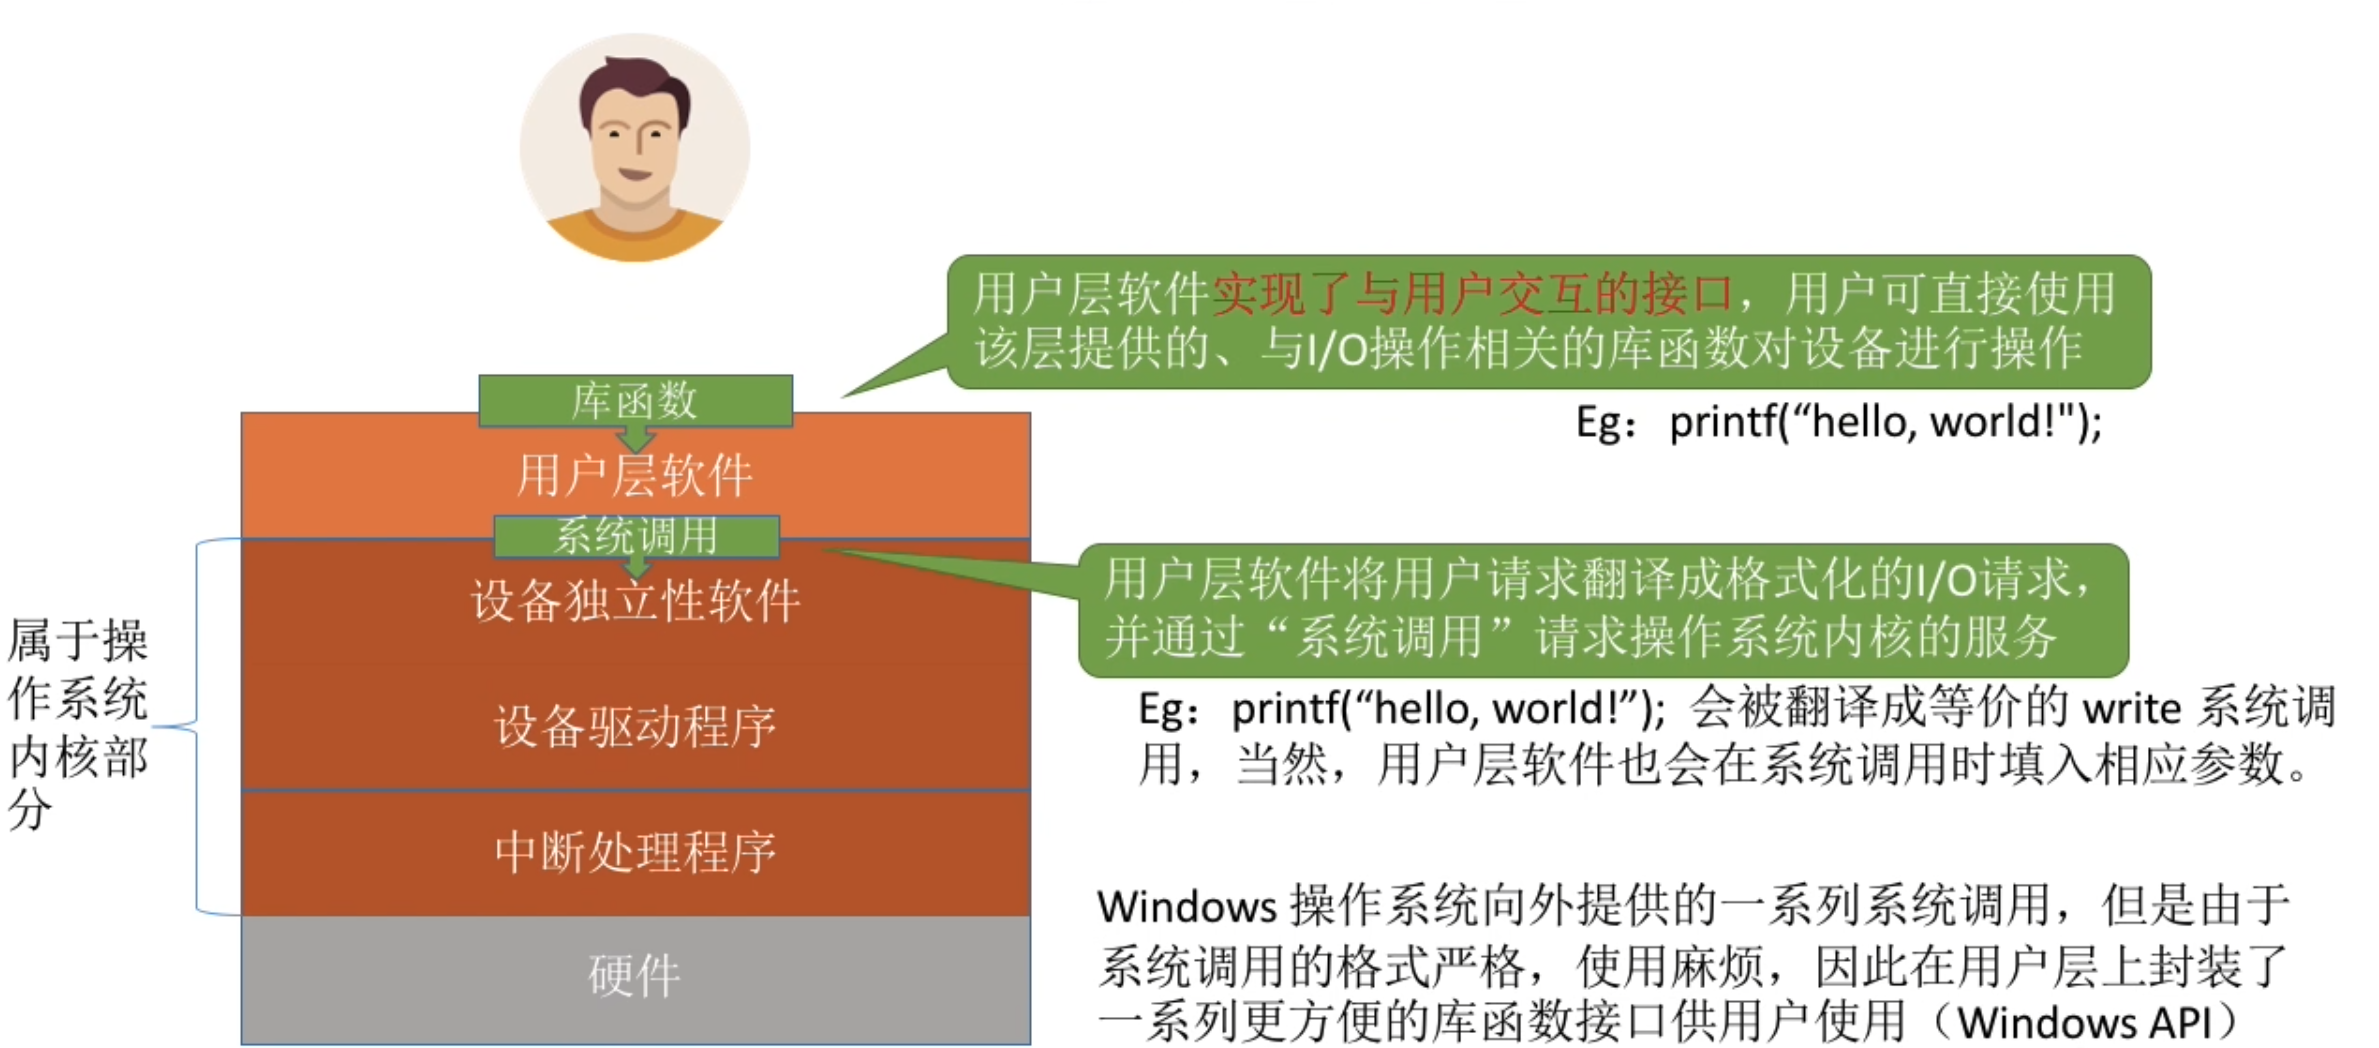 用户层软件实现了与用户交互的接口，用户可直接使用
该层提供的、与I/O操作相关的库函数对设备进行操作
库函数
Eg： printf(“hello, world!");
用户层软件
系统调用
用户层软件将用户请求翻译成格式化的I/O请求，
并通过“系统调用”请求操作系统内核的服务
设备独立性软件
属于操
作系统
内核部
分
Eg： printf(“hello, world!”); 会被翻译成等价的 write 系统调
用，当然，用户层软件也会在系统调用时填入相应参数。
设备驱动程序
中断处理程序
Windows 操作系统向外提供的一系列系统调用，但是由于
系统调用的格式严格，使用麻烦，因此在用户层上封装了
一系列更方便的库函数接口供用户使用（Windows API）
硬件